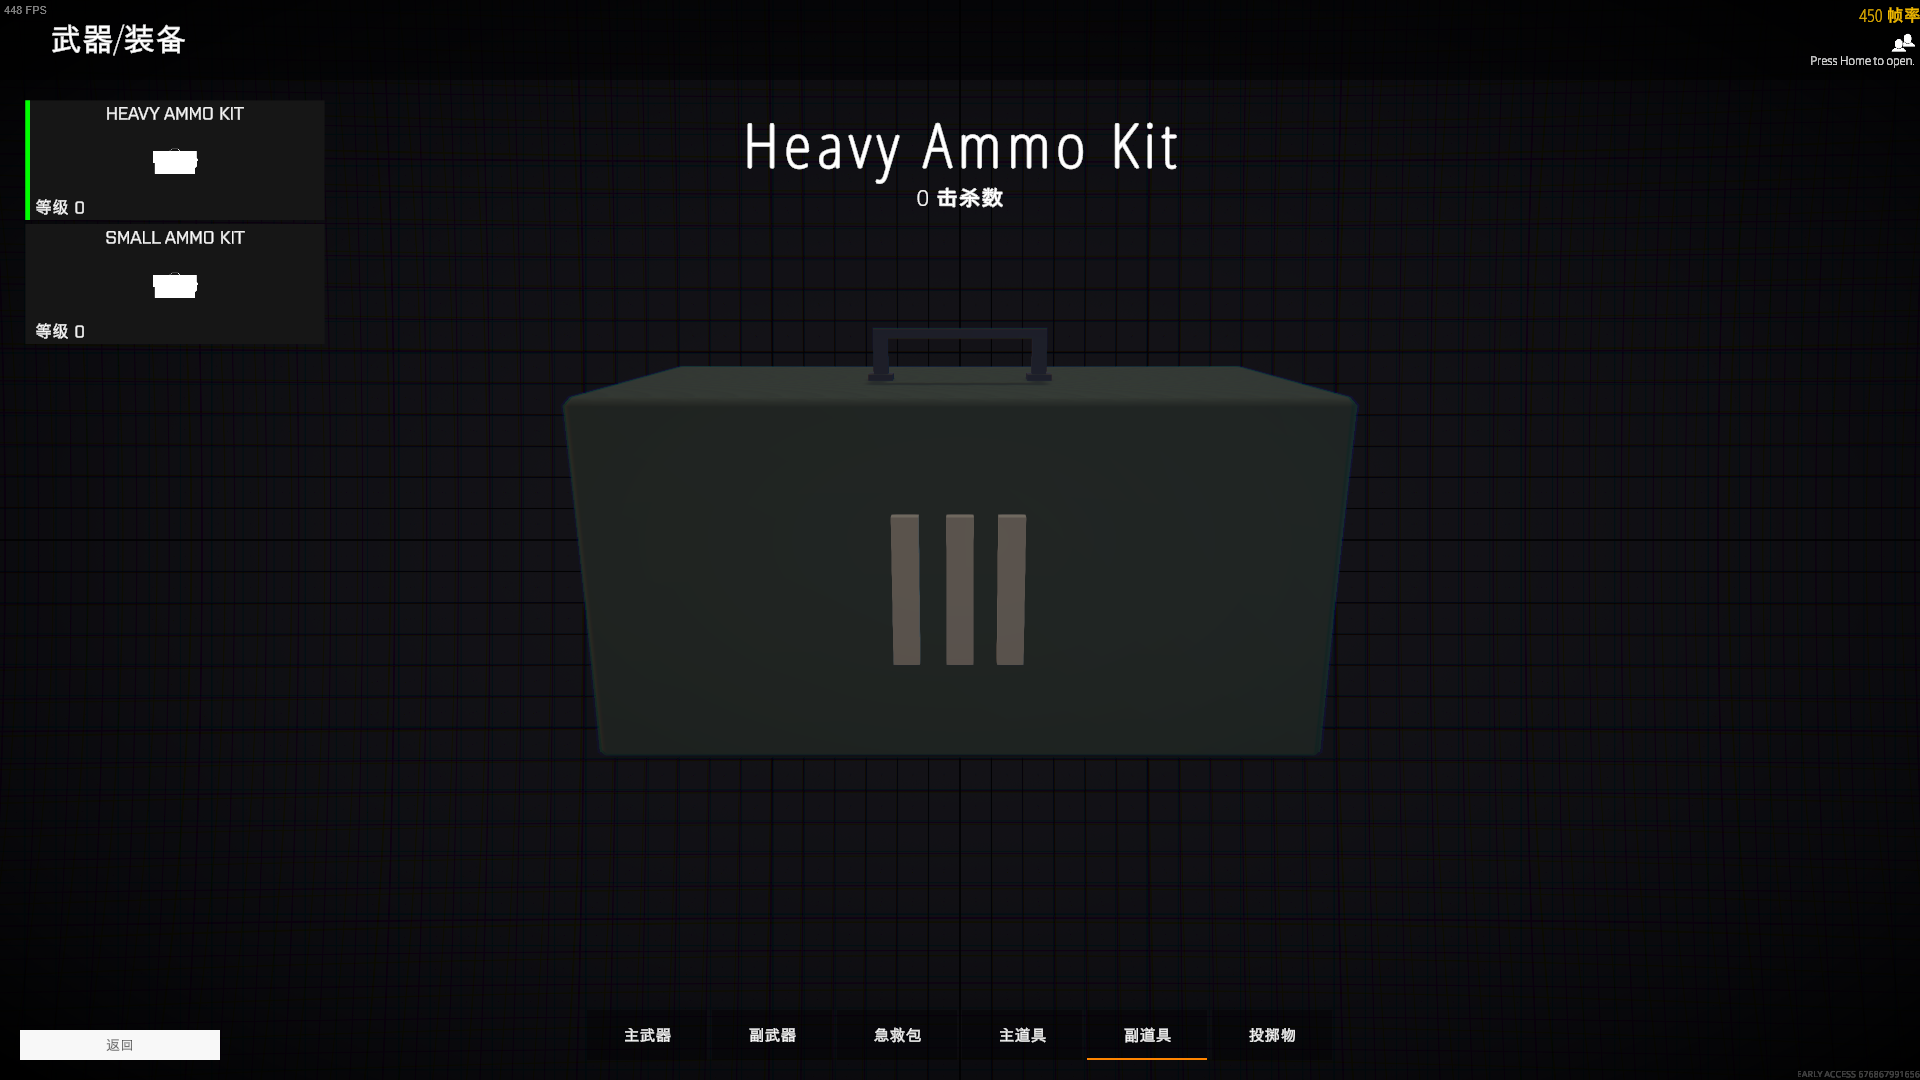 448 FPS
450 帧率
武器/装备
Press Home to open.
HEAVY AMMO KIT
等级 0
SMALL AMMO KIT
等级 0
Heavy Ammo Kit
0 击杀数
主武器
副武器
急救包
主道具
副道具
投掷物
返回
EARLY ACCESS 676867991656